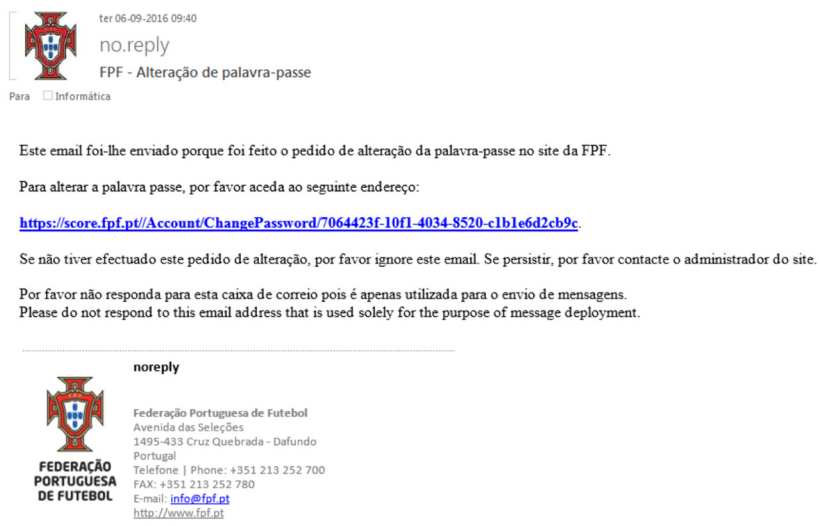 ter 06-09-2016 09:40
no.reply
FPF - Alteração de palavra-passe
Para Informática
Este email foi-lhe enviado porque foi feito o pedido de alteração da palavra-passe no site da FPF.
Para alterar a palavra passe, por favor aceda ao seguinte endereço:
https://score.fpf.pt//Account/ChangePassword/7064423f-10f1-4034-8520-c1b1e6d2cb9c.
Se não tiver efectuado este pedido de alteração, por favor ignore este email. Se persistir, por favor contacte o administrador do site.
Por favor não responda para esta caixa de correio pois é apenas utilizada para o envio de mensagens.
Please do not respond to this email address that is used solely for the purpose of message deployment.
noreply
Federação Portuguesa de Futebol
Avenida das Seleções
1495-433 Cruz Quebrada - Dafundo
Portugal
Telefone | Phone: +351 213 252 700
FAX: +351 213 252 780
E-mail: info@fpf.pt
http://www.fpf.pt
FEDERAÇÃO
PORTUGUESA
DE FUTEBOL